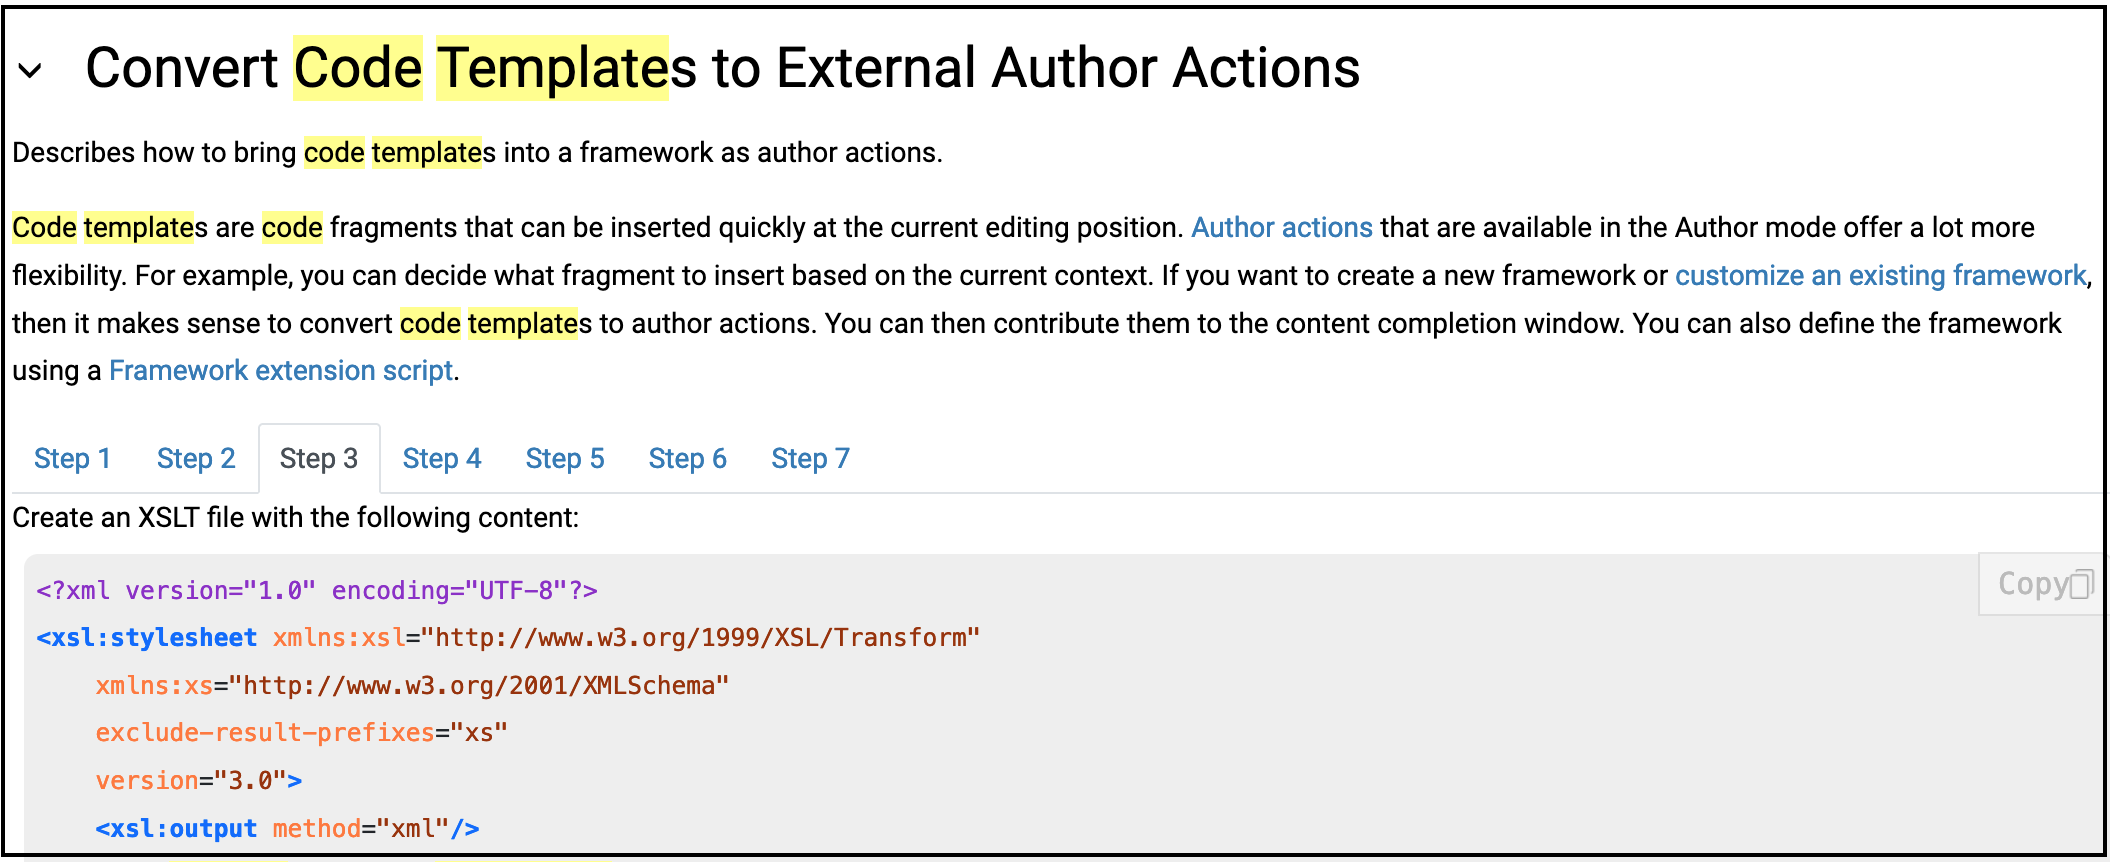 Convert Code Templates to External Author Actions
Describes how to bring code templates into a framework as author actions.
Code templates are code fragments that can be inserted quickly at the current editing position. Author actions that are available in the Author mode offer a lot more
flexibility. For example, you can decide what fragment to insert based on the current context. If you want to create a new framework or customize an existing framework,
then it makes sense to convert code templates to author actions. You can then contribute them to the content completion window. You can also define the framework
using a Framework extension script.
Step 1 Step 2 Step 3 Step 4 Step 5 Step 6 Step 7
Create an XSLT file with the following content:
Copy
<?xml version="1.0" encoding="UTF-8"?>
<xsl:stylesheet xmlns:xsl="http://www.w3.org/1999/XSL/Transform"
    xmlns:xs="http://www.w3.org/2001/XMLSchema"
    exclude-result-prefixes="xs"
    version="3.0">
    <xsl:output method="xml"/>